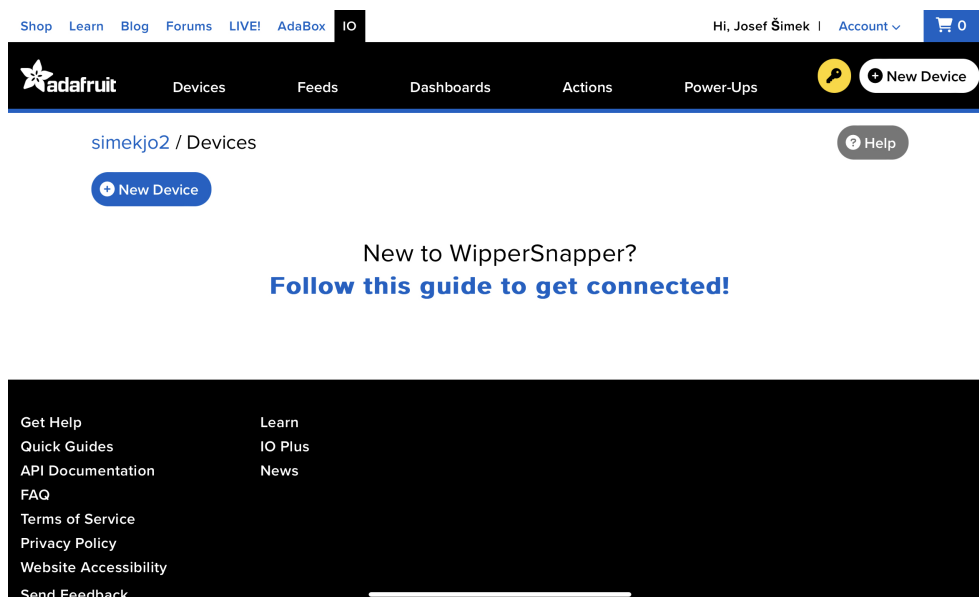 Shop Learn Blog Forums LIVE! AdaBox IO Hi, Josef Šimek | Account 0
adafruit Devices Feeds Dashboards Actions Power-Ups New Device
simekjo2 / Devices Help
New Device
New to WipperSnapper?
Follow this guide to get connected!
Get Help Learn
Quick Guides IO Plus
API Documentation News
FAQ
Terms of Service
Privacy Policy
Website Accessibility
Send Feedback